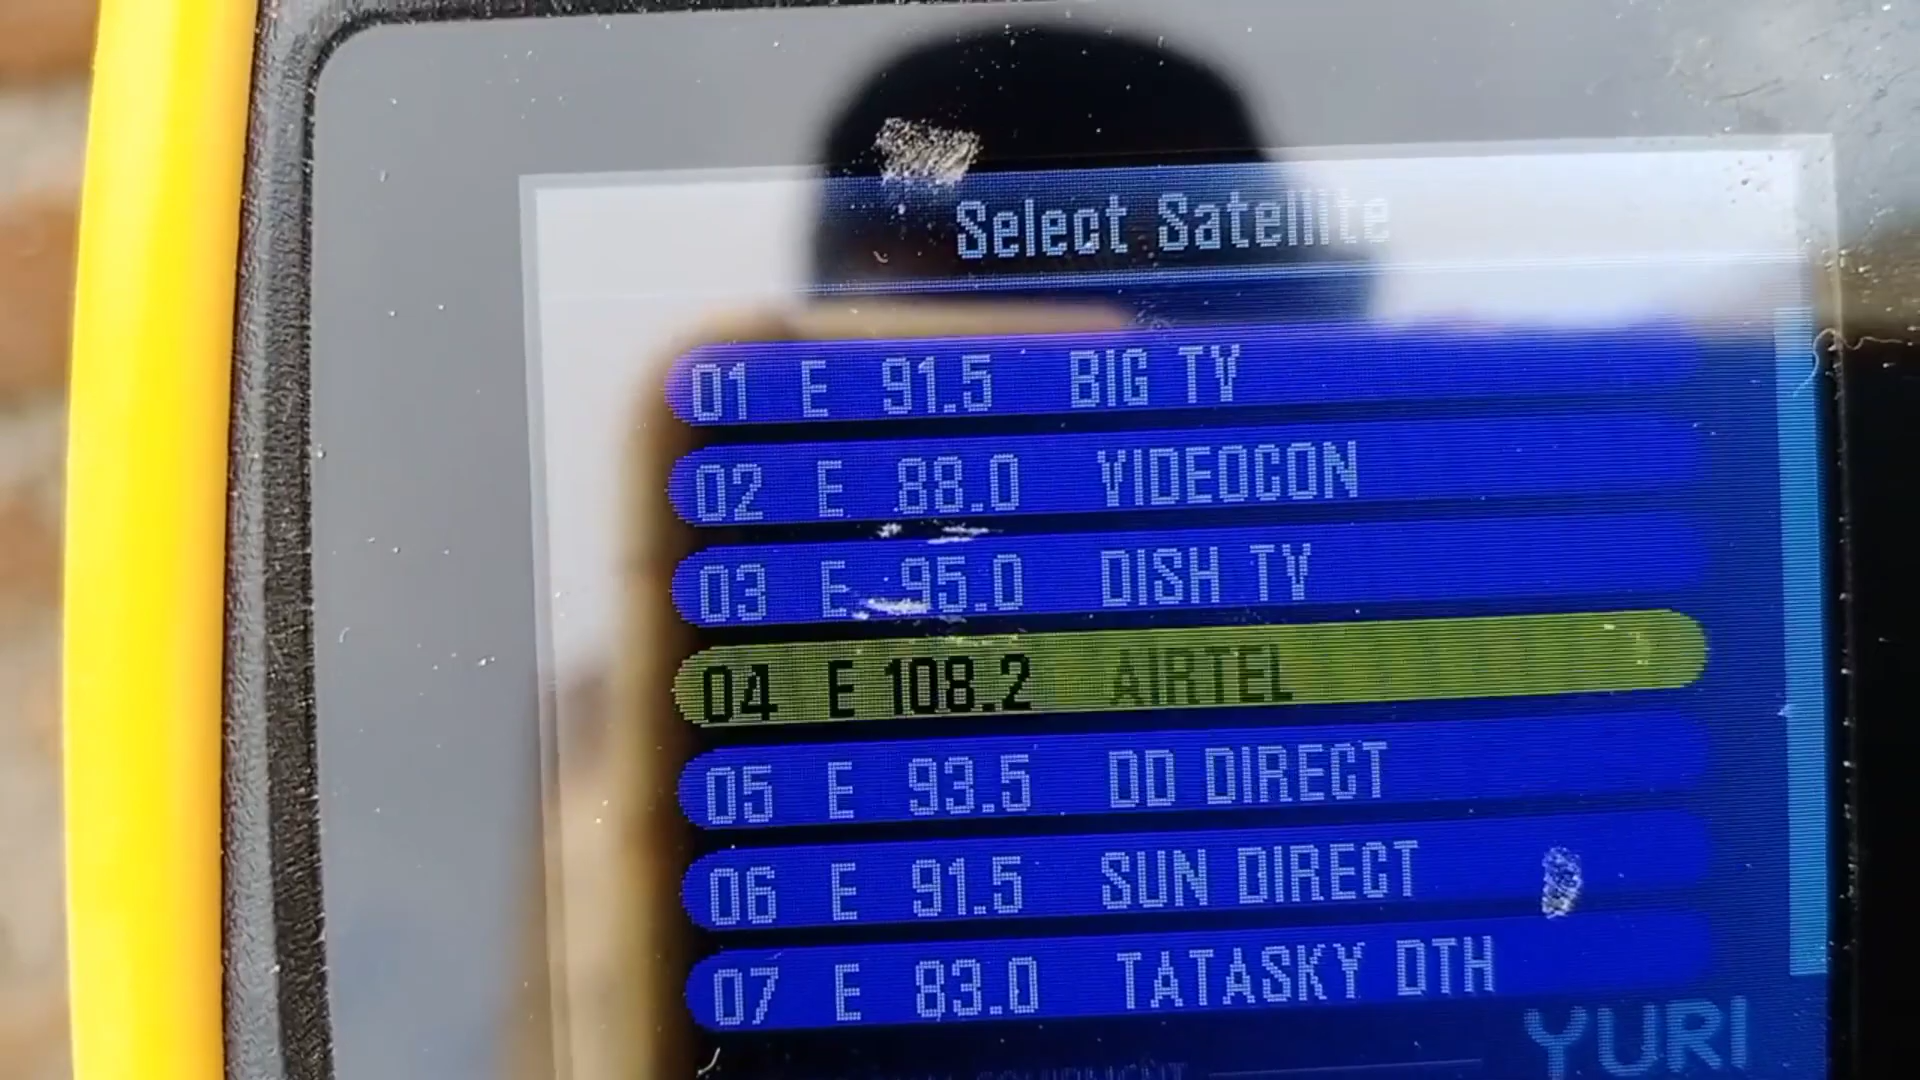 Select Satellite
01 E 91.5 BIG TV
02 E 88.0 VIDEOCON
03 E 95.0 DISH TV
04 E 108.2 AIRTEL
05 E 93.5 DD DIRECT
06 E 91.5 SUN DIRECT
07 E 83.0 TATASKY DTH
YURI